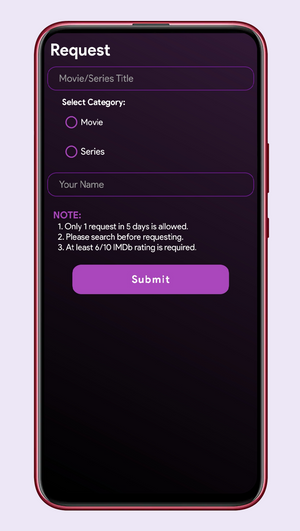 Request
Movie/Series Title
Select Category:
Movie
Series
Your Name
NOTE:
1. Only 1 request in 5 days is allowed.
2. Please search before requesting.
3. At least 6/10 IMDb rating is required.
Submit